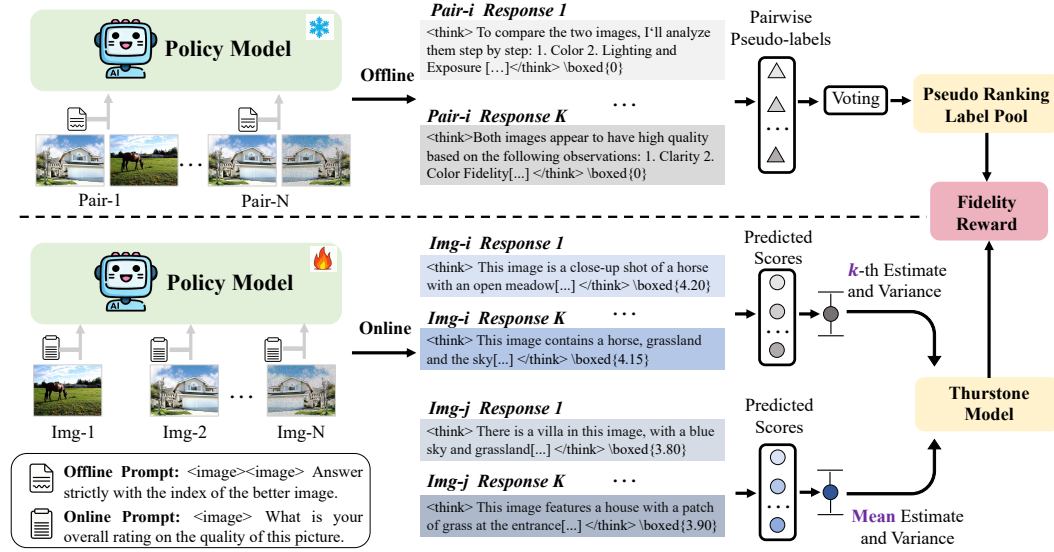 Policy Model
AI
Pair-1
Pair-N
Offline
Pair-i Response 1
<think> To compare the two images, I'll analyze
them step by step: 1. Color 2. Lighting and
Exposure […]</think> \boxed{0}
...
Pair-i Response K
<think>Both images appear to have high quality
based on the following observations: 1. Clarity 2.
Color Fidelity[...] </think> \boxed{0}
Pairwise
Pseudo-labels
Voting
Pseudo Ranking
Label Pool
Fidelity
Reward
Policy Model
AI
Img-1
Img-2
...
Img-N
Online
Img-i Response 1
<think> This image is a close-up shot of a horse
with an open meadow[...] </think> \boxed{4.20}
Img-i Response K
...
<think> This image contains a horse, grassland
and the sky[...] </think> \boxed{4.15}
Predicted
Scores
k-th Estimate
and Variance
Img-j Response 1
<think> There is a villa in this image, with a blue
sky and grassland[...] </think> \boxed{3.80}
Img-j Response K
...
<think> This image features a house with a patch
of grass at the entrance[...] </think> \boxed{3.90}
Predicted
Scores
Mean Estimate
and Variance
Thurstone
Model
Offline Prompt: <image><image> Answer
strictly with the index of the better image.
Online Prompt: <image> What is your
overall rating on the quality of this picture.